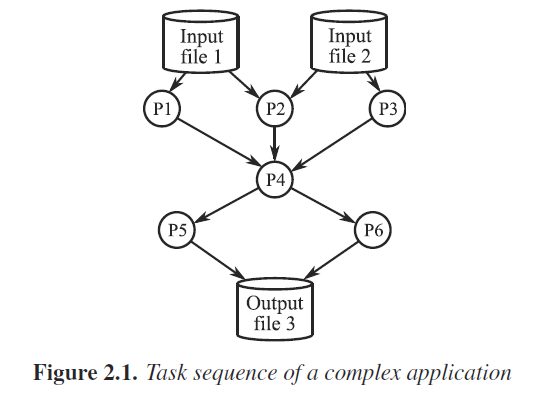 Input
file 1
Input
file 2
P1
P2
P3
P4
P5
P6
Output
file 3
Figure 2.1. Task sequence of a complex application